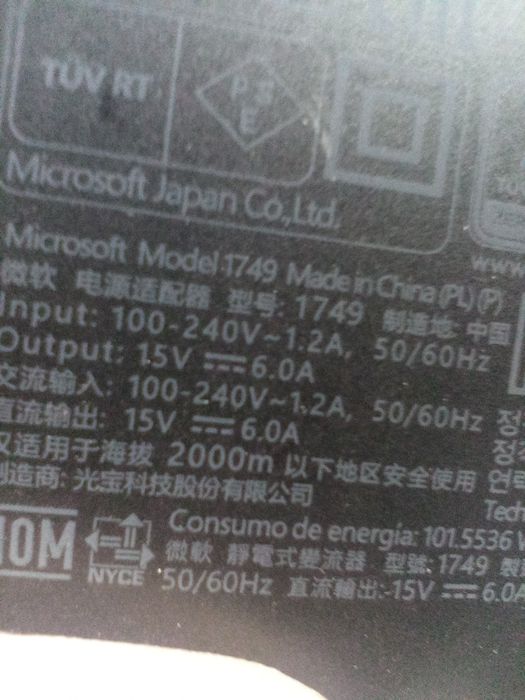 TÜV RT
P S
E
Microsoft Japan Co.,Ltd.
Microsoft Model 1749 Made in China (PL) (P)
微软 电源适配器 型号: 1749 制造地: 中国
Input: 100-240V~1.2A, 50/60Hz
Output: 15V ⎓ 6.0A
交流输入: 100-240V~1.2A, 50/60Hz
直流输出: 15V ⎓ 6.0A
仅适用于海拔 2000m 以下地区安全使用
制造商: 光宝科技股份有限公司
Tech
Consumo de energía: 101.5536 W
NOM
NYCE
微軟 靜電式變流器 型號: 1749 製
50/60Hz 直流輸出: 15V ⎓ 6.0A